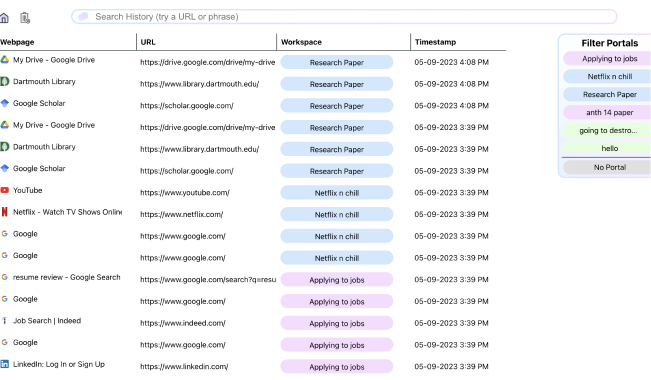 Search History (try a URL or phrase)
Webpage URL Workspace Timestamp
My Drive - Google Drive https://drive.google.com/drive/my-drive Research Paper 05-09-2023 4:08 PM
Dartmouth Library https://www.library.dartmouth.edu/ Research Paper 05-09-2023 4:08 PM
Google Scholar https://scholar.google.com/ Research Paper 05-09-2023 4:08 PM
My Drive - Google Drive https://drive.google.com/drive/my-drive Research Paper 05-09-2023 3:39 PM
Dartmouth Library https://www.library.dartmouth.edu/ Research Paper 05-09-2023 3:39 PM
Google Scholar https://scholar.google.com/ Research Paper 05-09-2023 3:39 PM
YouTube https://www.youtube.com/ Netflix n chill 05-09-2023 3:39 PM
Netflix - Watch TV Shows Online https://www.netflix.com/ Netflix n chill 05-09-2023 3:39 PM
Google https://www.google.com/ Netflix n chill 05-09-2023 3:39 PM
Google https://www.google.com/ Netflix n chill 05-09-2023 3:39 PM
resume review - Google Search https://www.google.com/search?q=resu Applying to jobs 05-09-2023 3:39 PM
Google https://www.google.com/ Applying to jobs 05-09-2023 3:39 PM
Job Search | Indeed https://www.indeed.com/ Applying to jobs 05-09-2023 3:39 PM
Google https://www.google.com/ Applying to jobs 05-09-2023 3:39 PM
LinkedIn: Log In or Sign Up https://www.linkedin.com/ Applying to jobs 05-09-2023 3:39 PM
Filter Portals
Applying to jobs
Netflix n chill
Research Paper
anth 14 paper
going to destro...
hello
No Portal